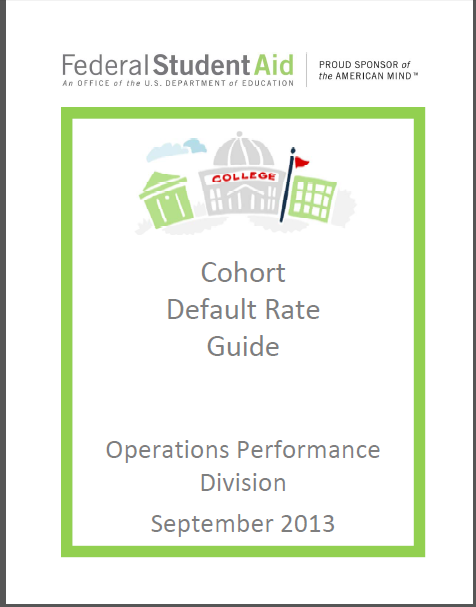 Federal Student Aid
An OFFICE of the U.S. DEPARTMENT of EDUCATION
PROUD SPONSOR of
the AMERICAN MIND™
COLLEGE
Cohort
Default Rate
Guide
Operations Performance
Division
September 2013